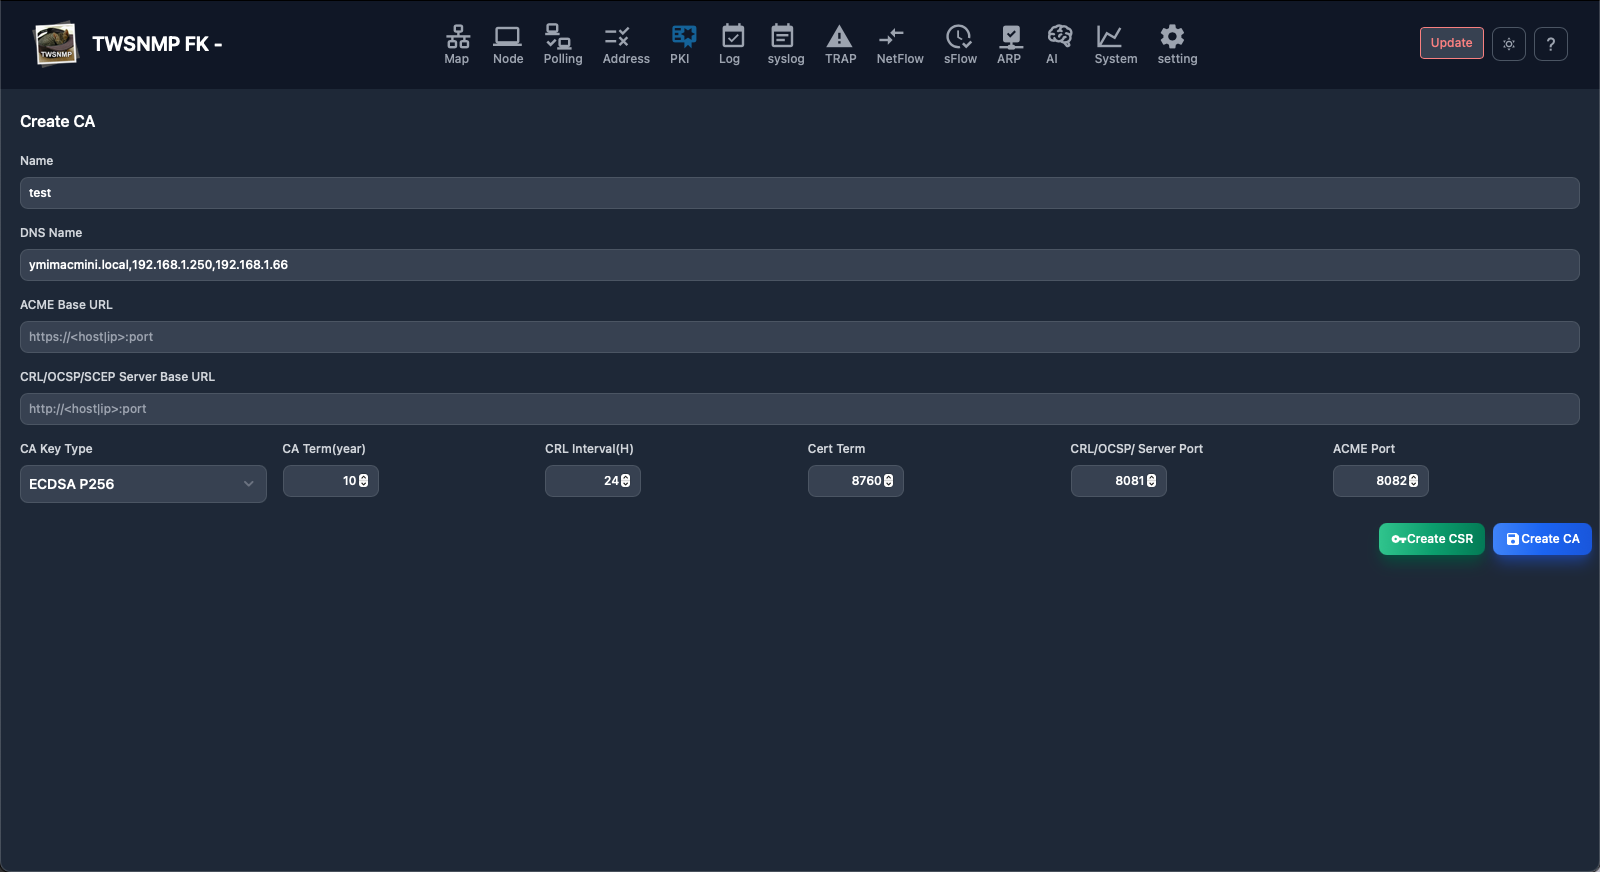 TWSNMP
TWSNMP FK -
Map
Node
Polling
Address
PKI
Log
syslog
TRAP
NetFlow
sFlow
ARP
AI
System
setting
Update
?
Create CA
Name
test
DNS Name
ymimacmini.local,192.168.1.250,192.168.1.66
ACME Base URL
https://<host|ip>:port
CRL/OCSP/SCEP Server Base URL
http://<host|ip>:port
CA Key Type
CA Term(year)
CRL Interval(H)
Cert Term
CRL/OCSP/ Server Port
ACME Port
ECDSA P256
10
24
8760
8081
8082
Create CSR
Create CA